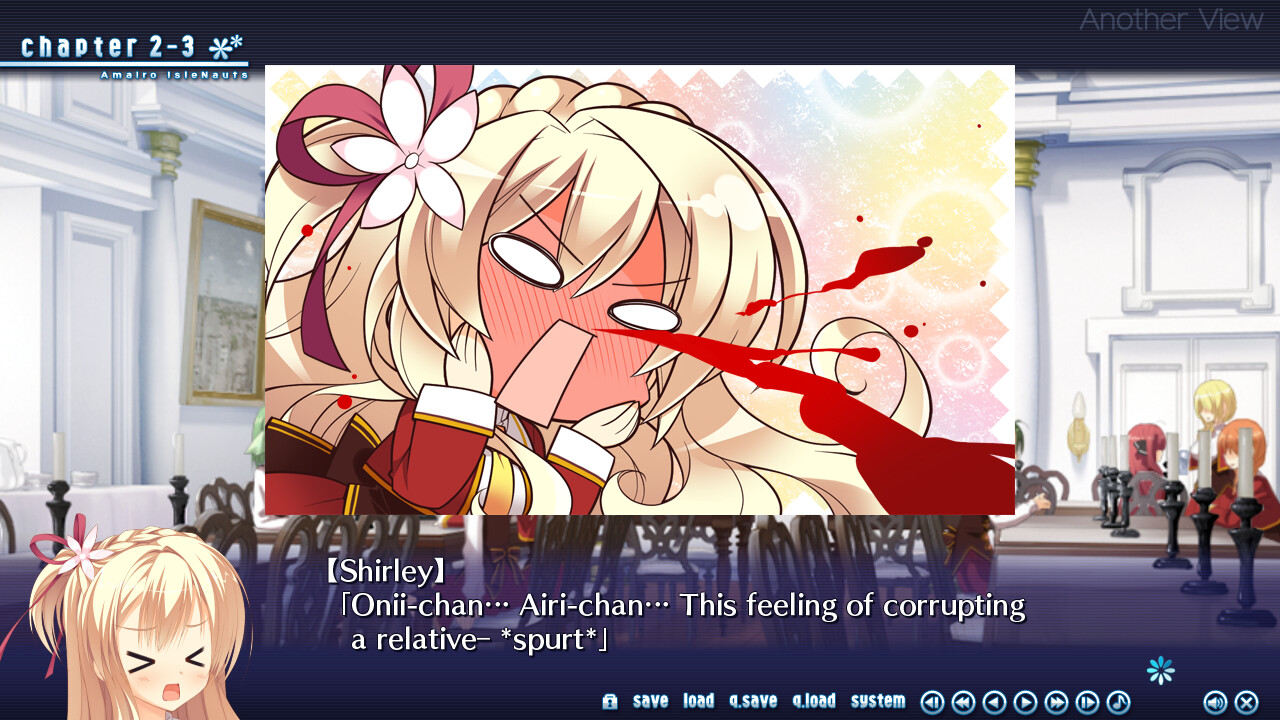 Another View
chapter 2-3 **
Amairo IsleNauts
【Shirley】
「Onii-chan… Airi-chan… This feeling of corrupting
a relative– *spurt*」
save load q.save q.load system